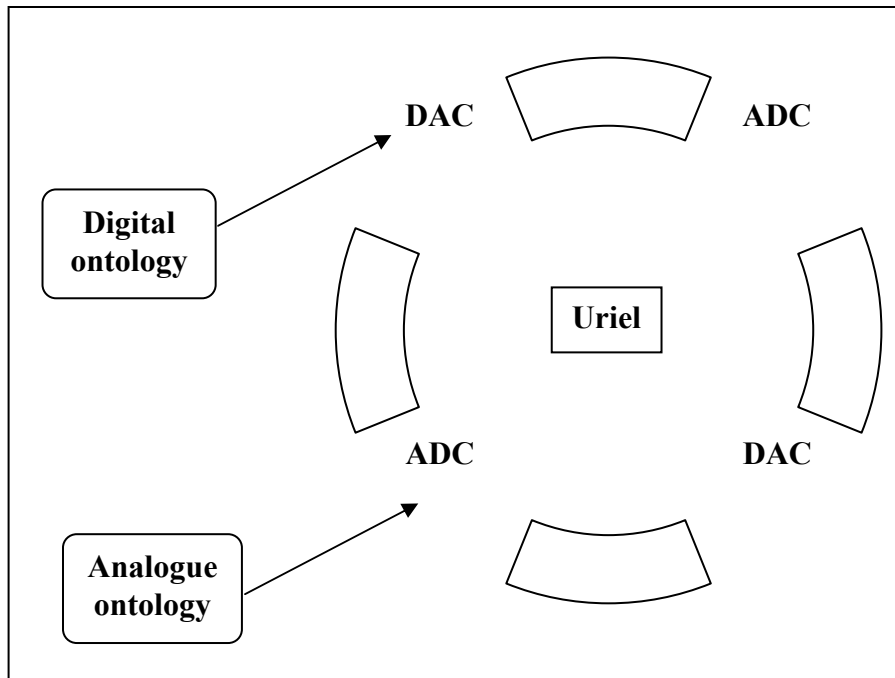 DAC
ADC
Digital
ontology
Uriel
ADC
DAC
Analogue
ontology